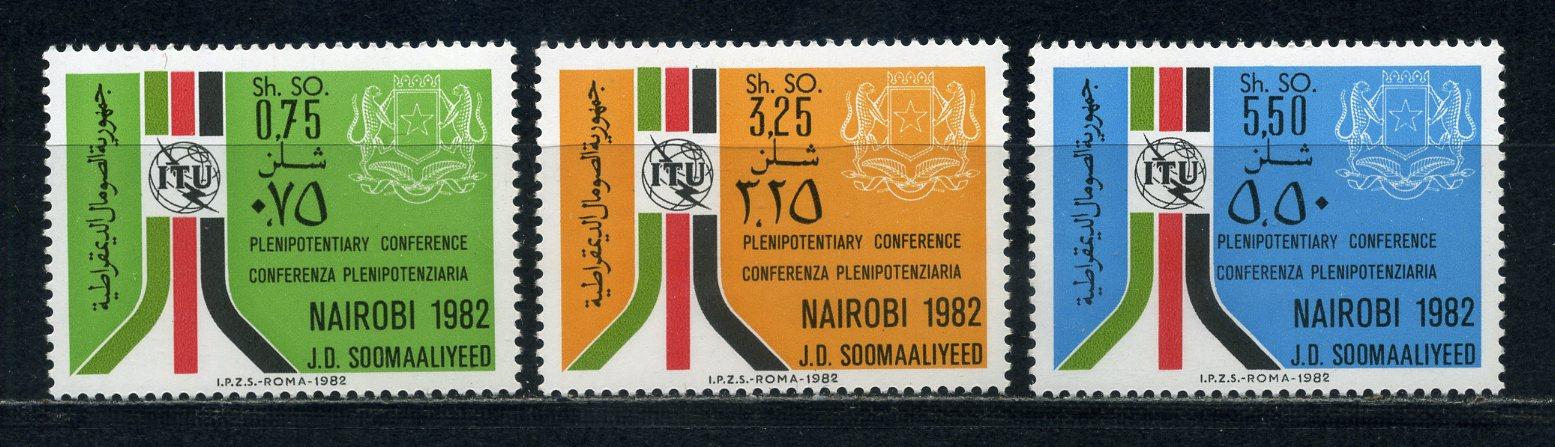 جمهورية الصومال الديمقراطية
Sh. SO.
0,75
شلن
٠,٧٥
ITU
PLENIPOTENTIARY CONFERENCE
CONFERENZA PLENIPOTENZIARIA
NAIROBI 1982
J.D. SOOMAALIYEED
I.P.Z.S.-ROMA-1982
جمهورية الصومال الديمقراطية
Sh. SO.
3,25
شلن
٣,٢٥
ITU
PLENIPOTENTIARY CONFERENCE
CONFERENZA PLENIPOTENZIARIA
NAIROBI 1982
J.D. SOOMAALIYEED
I.P.Z.S.-ROMA-1982
جمهورية الصومال الديمقراطية
Sh. SO.
5,50
شلن
٥,٥٠
ITU
PLENIPOTENTIARY CONFERENCE
CONFERENZA PLENIPOTENZIARIA
NAIROBI 1982
J.D. SOOMAALIYEED
I.P.Z.S.-ROMA-1982